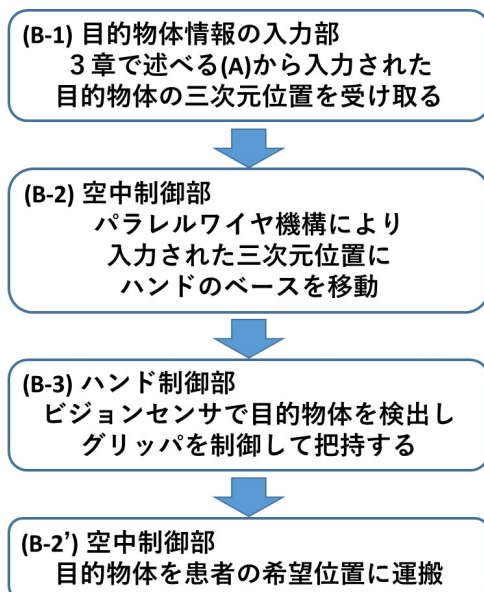 (B-1) 目的物体情報の入力部
３章で述べる(A)から入力された
目的物体の三次元位置を受け取る
(B-2) 空中制御部
パラレルワイヤ機構により
入力された三次元位置に
ハンドのベースを移動
(B-3) ハンド制御部
ビジョンセンサで目的物体を検出し
グリッパを制御して把持する
(B-2') 空中制御部
目的物体を患者の希望位置に運搬